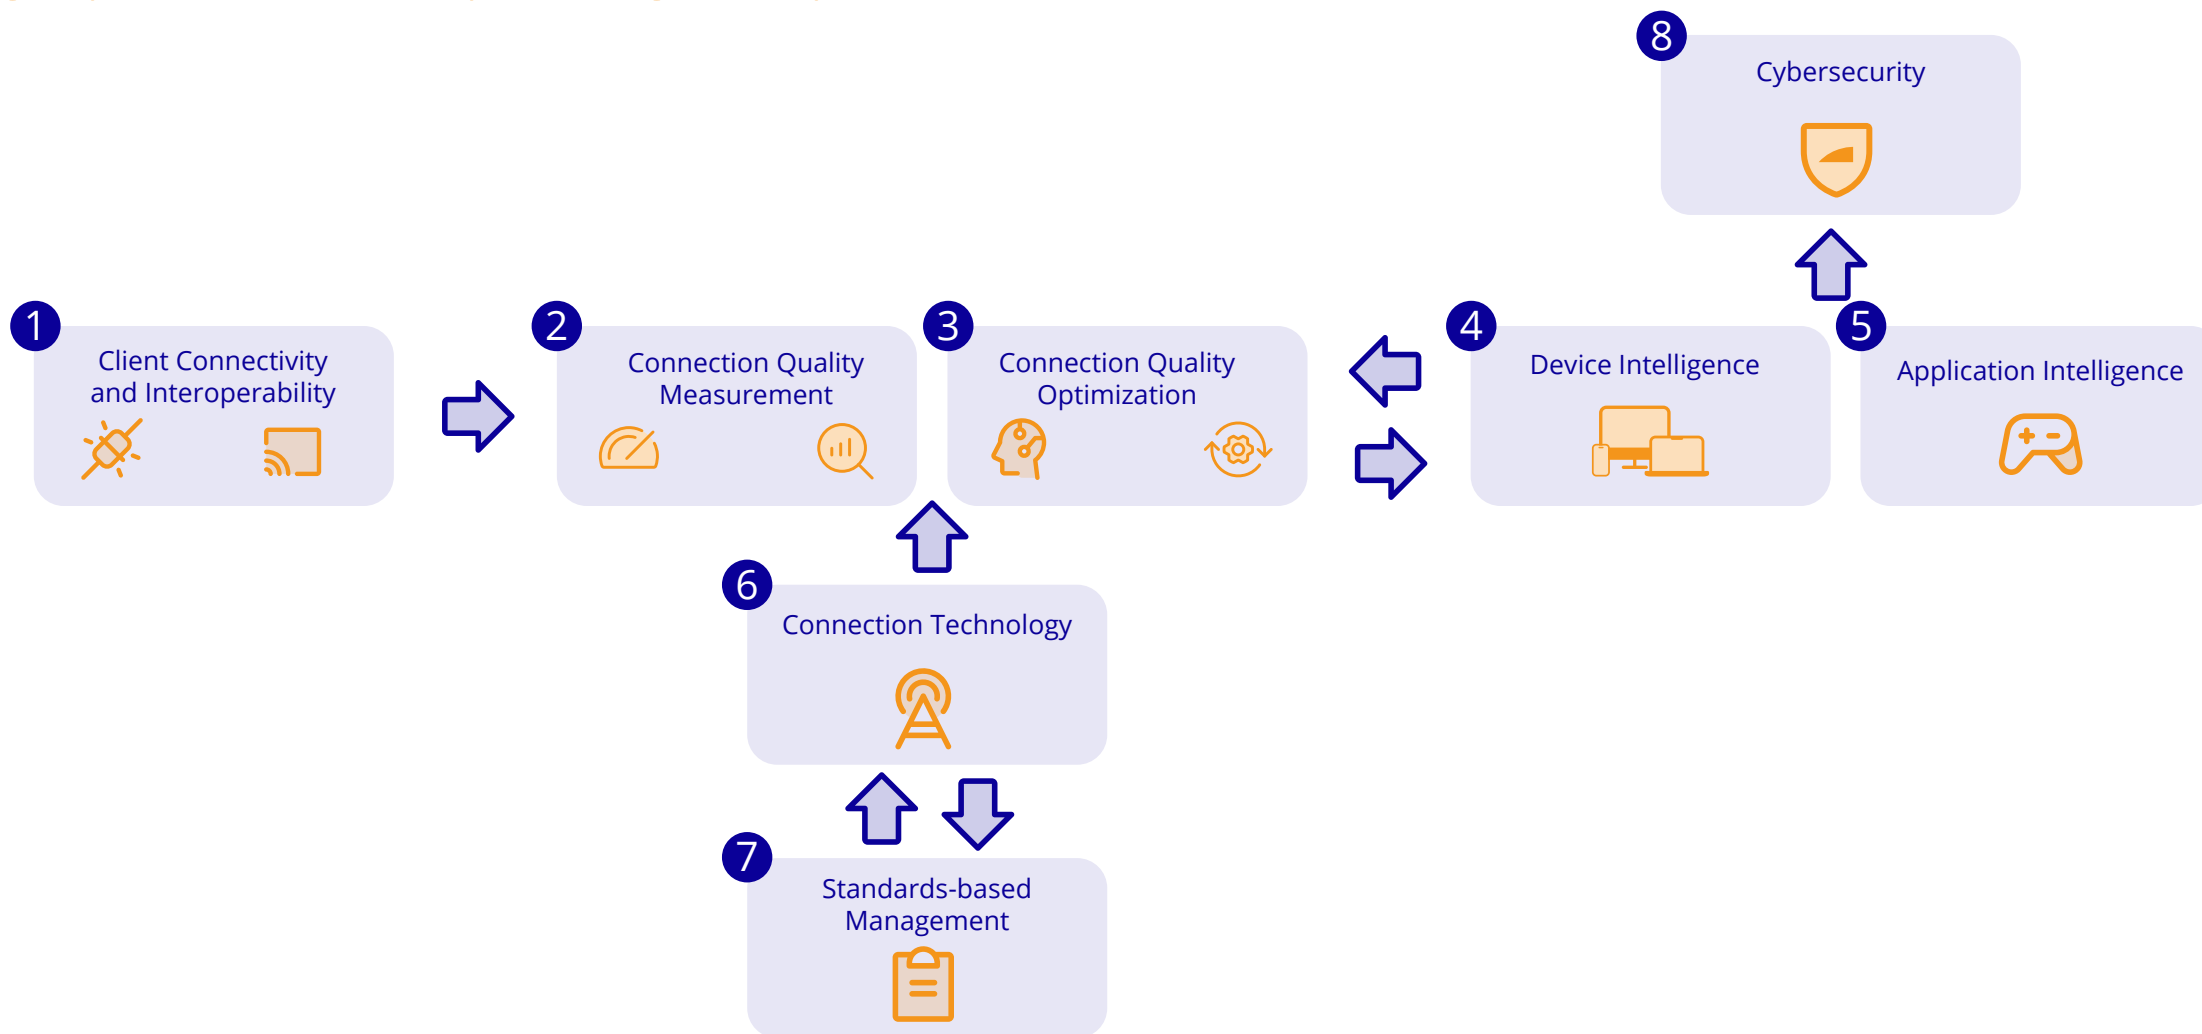 8
Cybersecurity
1
Client Connectivity
and Interoperability
2
Connection Quality
Measurement
3
Connection Quality
Optimization
4
Device Intelligence
5
Application Intelligence
6
Connection Technology
7
Standards-based
Management